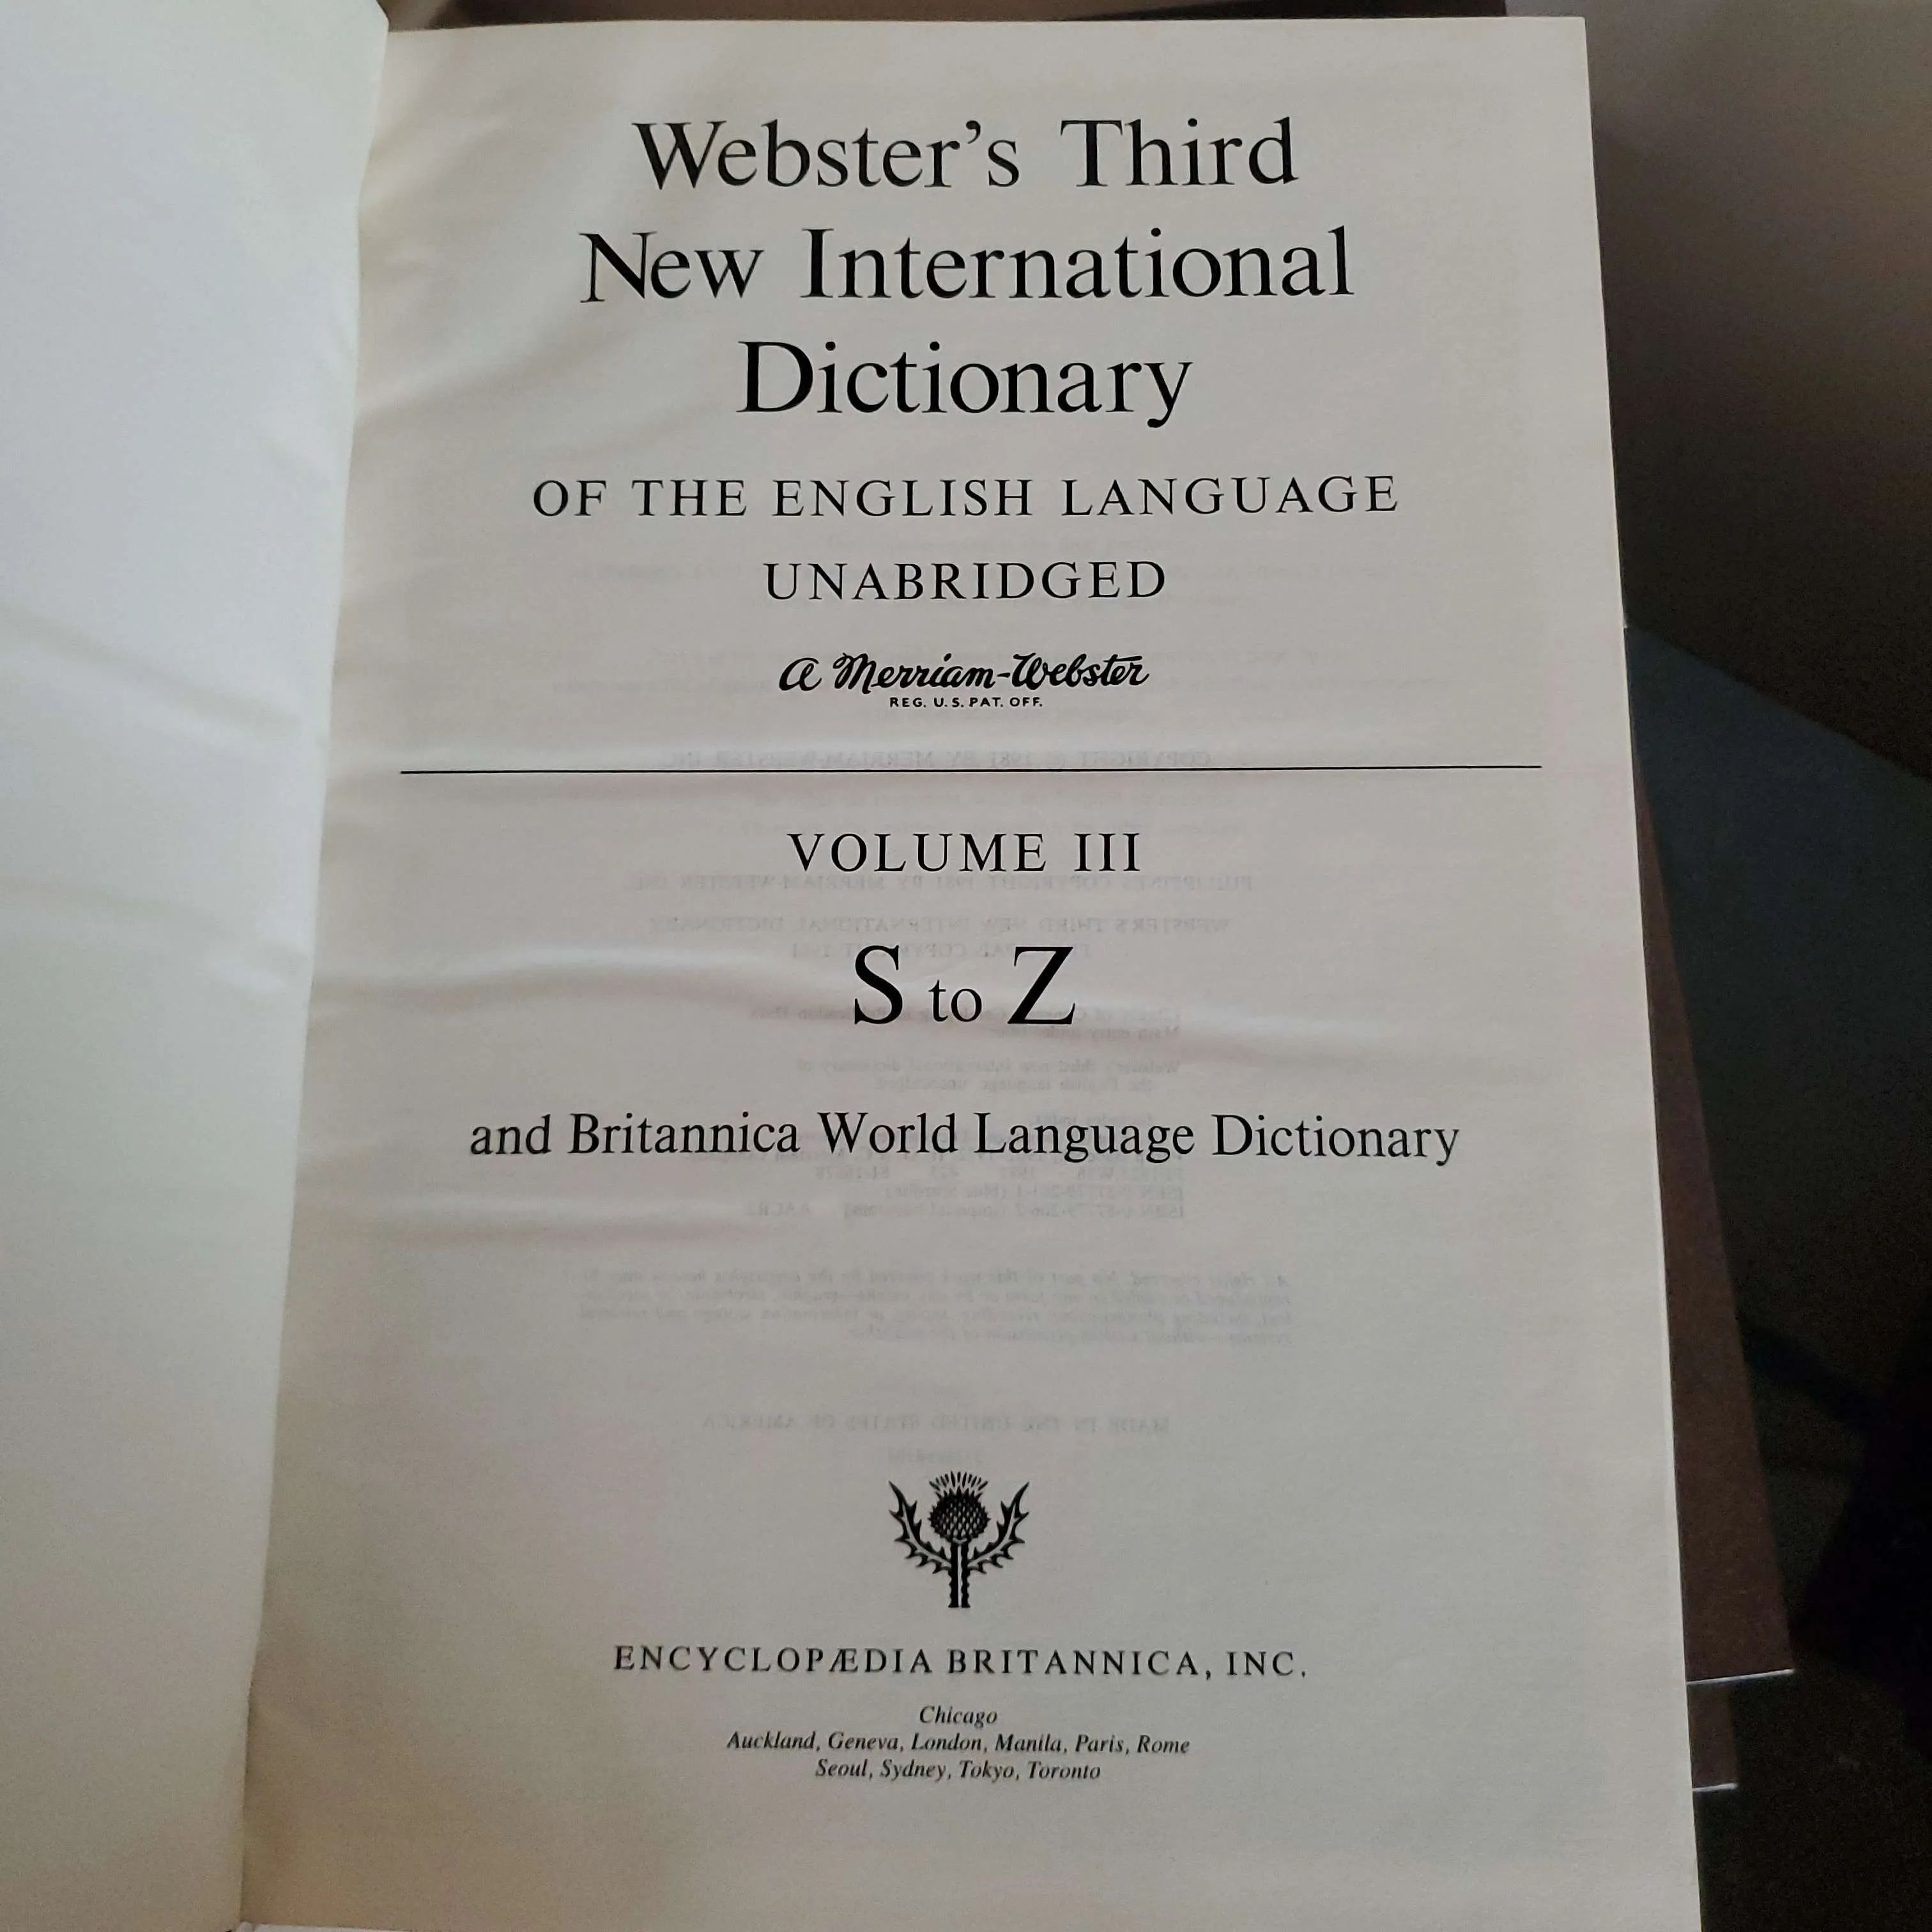 Webster's Third
New International
Dictionary
OF THE ENGLISH LANGUAGE
UNABRIDGED
a Merriam-Webster
REG. U.S. PAT. OFF.
VOLUME III
S to Z
and Britannica World Language Dictionary
ENCYCLOPÆDIA BRITANNICA, INC.
Chicago
Auckland, Geneva, London, Manila, Paris, Rome
Seoul, Sydney, Tokyo, Toronto